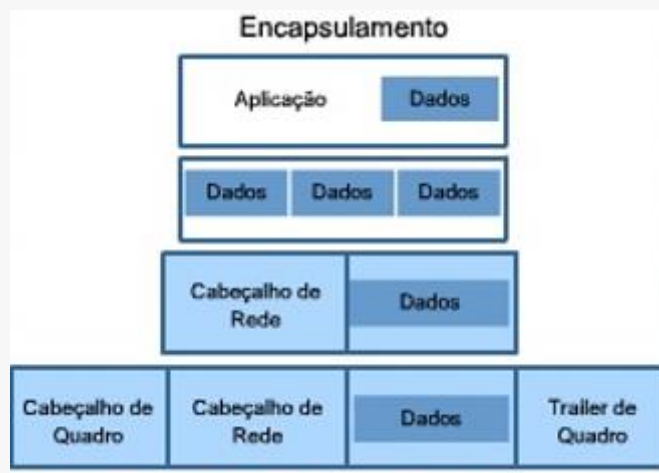 Encapsulamento
Aplicação Dados
Dados Dados Dados
Cabeçalho de
Rede
Dados
Cabeçalho de
Quadro
Cabeçalho de
Rede
Dados
Trailer de
Quadro